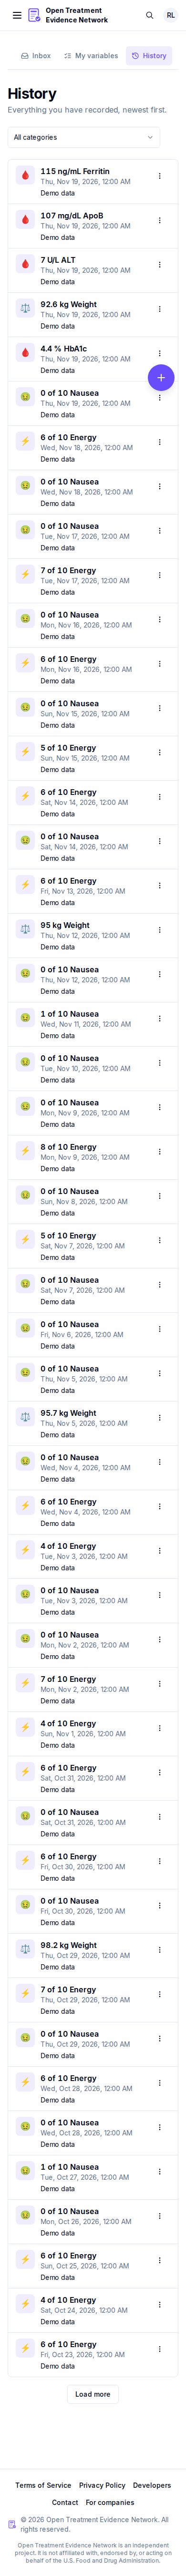 Open Treatment
Evidence Network
RL
Inbox
My variables
History
History
Everything you have recorded, newest first.
All categories
115 ng/mL Ferritin
Thu, Nov 19, 2026, 12:00 AM
Demo data
107 mg/dL ApoB
Thu, Nov 19, 2026, 12:00 AM
Demo data
7 U/L ALT
Thu, Nov 19, 2026, 12:00 AM
Demo data
92.6 kg Weight
Thu, Nov 19, 2026, 12:00 AM
Demo data
4.4 % HbA1c
Thu, Nov 19, 2026, 12:00 AM
Demo data
0 of 10 Nausea
Thu, Nov 19, 2026, 12:00 AM
Demo data
6 of 10 Energy
Wed, Nov 18, 2026, 12:00 AM
Demo data
0 of 10 Nausea
Wed, Nov 18, 2026, 12:00 AM
Demo data
0 of 10 Nausea
Tue, Nov 17, 2026, 12:00 AM
Demo data
7 of 10 Energy
Tue, Nov 17, 2026, 12:00 AM
Demo data
0 of 10 Nausea
Mon, Nov 16, 2026, 12:00 AM
Demo data
6 of 10 Energy
Mon, Nov 16, 2026, 12:00 AM
Demo data
0 of 10 Nausea
Sun, Nov 15, 2026, 12:00 AM
Demo data
5 of 10 Energy
Sun, Nov 15, 2026, 12:00 AM
Demo data
6 of 10 Energy
Sat, Nov 14, 2026, 12:00 AM
Demo data
0 of 10 Nausea
Sat, Nov 14, 2026, 12:00 AM
Demo data
6 of 10 Energy
Fri, Nov 13, 2026, 12:00 AM
Demo data
95 kg Weight
Thu, Nov 12, 2026, 12:00 AM
Demo data
0 of 10 Nausea
Thu, Nov 12, 2026, 12:00 AM
Demo data
1 of 10 Nausea
Wed, Nov 11, 2026, 12:00 AM
Demo data
0 of 10 Nausea
Tue, Nov 10, 2026, 12:00 AM
Demo data
0 of 10 Nausea
Mon, Nov 9, 2026, 12:00 AM
Demo data
8 of 10 Energy
Mon, Nov 9, 2026, 12:00 AM
Demo data
0 of 10 Nausea
Sun, Nov 8, 2026, 12:00 AM
Demo data
5 of 10 Energy
Sat, Nov 7, 2026, 12:00 AM
Demo data
0 of 10 Nausea
Sat, Nov 7, 2026, 12:00 AM
Demo data
0 of 10 Nausea
Fri, Nov 6, 2026, 12:00 AM
Demo data
0 of 10 Nausea
Thu, Nov 5, 2026, 12:00 AM
Demo data
95.7 kg Weight
Thu, Nov 5, 2026, 12:00 AM
Demo data
0 of 10 Nausea
Wed, Nov 4, 2026, 12:00 AM
Demo data
6 of 10 Energy
Wed, Nov 4, 2026, 12:00 AM
Demo data
4 of 10 Energy
Tue, Nov 3, 2026, 12:00 AM
Demo data
0 of 10 Nausea
Tue, Nov 3, 2026, 12:00 AM
Demo data
0 of 10 Nausea
Mon, Nov 2, 2026, 12:00 AM
Demo data
7 of 10 Energy
Mon, Nov 2, 2026, 12:00 AM
Demo data
4 of 10 Energy
Sun, Nov 1, 2026, 12:00 AM
Demo data
6 of 10 Energy
Sat, Oct 31, 2026, 12:00 AM
Demo data
0 of 10 Nausea
Sat, Oct 31, 2026, 12:00 AM
Demo data
6 of 10 Energy
Fri, Oct 30, 2026, 12:00 AM
Demo data
0 of 10 Nausea
Fri, Oct 30, 2026, 12:00 AM
Demo data
98.2 kg Weight
Thu, Oct 29, 2026, 12:00 AM
Demo data
7 of 10 Energy
Thu, Oct 29, 2026, 12:00 AM
Demo data
0 of 10 Nausea
Thu, Oct 29, 2026, 12:00 AM
Demo data
6 of 10 Energy
Wed, Oct 28, 2026, 12:00 AM
Demo data
0 of 10 Nausea
Wed, Oct 28, 2026, 12:00 AM
Demo data
1 of 10 Nausea
Tue, Oct 27, 2026, 12:00 AM
Demo data
0 of 10 Nausea
Mon, Oct 26, 2026, 12:00 AM
Demo data
6 of 10 Energy
Sun, Oct 25, 2026, 12:00 AM
Demo data
4 of 10 Energy
Sat, Oct 24, 2026, 12:00 AM
Demo data
6 of 10 Energy
Fri, Oct 23, 2026, 12:00 AM
Demo data
Load more
Terms of Service
Privacy Policy
Developers
Contact
For companies
© 2026 Open Treatment Evidence Network. All
rights reserved.
Open Treatment Evidence Network is an independent
project. It is not affiliated with, endorsed by, or acting on
behalf of the U.S. Food and Drug Administration.